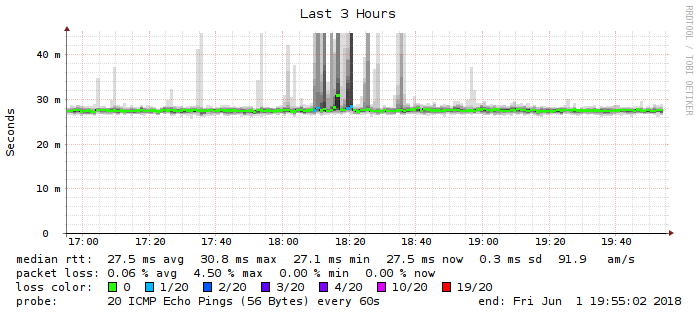 Last 3 Hours
RRDTOOL / TOBI OETIKER
Seconds
40 m
30 m
20 m
10 m
0
17:00 17:20 17:40 18:00 18:20 18:40 19:00 19:20 19:40
median rtt: 27.5 ms avg 30.8 ms max 27.1 ms min 27.5 ms now 0.3 ms sd 91.9 am/s
packet loss: 0.06 % avg 4.50 % max 0.00 % min 0.00 % now
loss color: 0 1/20 2/20 3/20 4/20 10/20 19/20
probe: 20 ICMP Echo Pings (56 Bytes) every 60s end: Fri Jun 1 19:55:02 2018